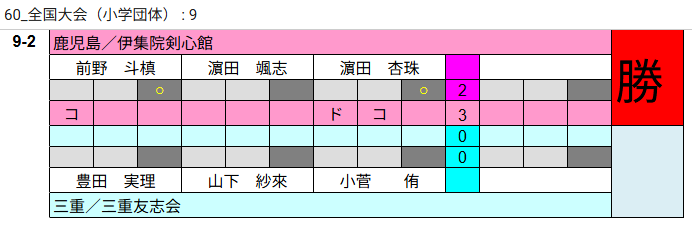 60_全国大会（小学団体）: 9
9-2 鹿児島／伊集院剣心館
前野 斗槙 濵田 颯志 濵田 杏珠
○ ○ 2
コ ド コ 3
勝
0
0
豊田 実理 山下 紗來 小菅 侑
三重／三重友志会